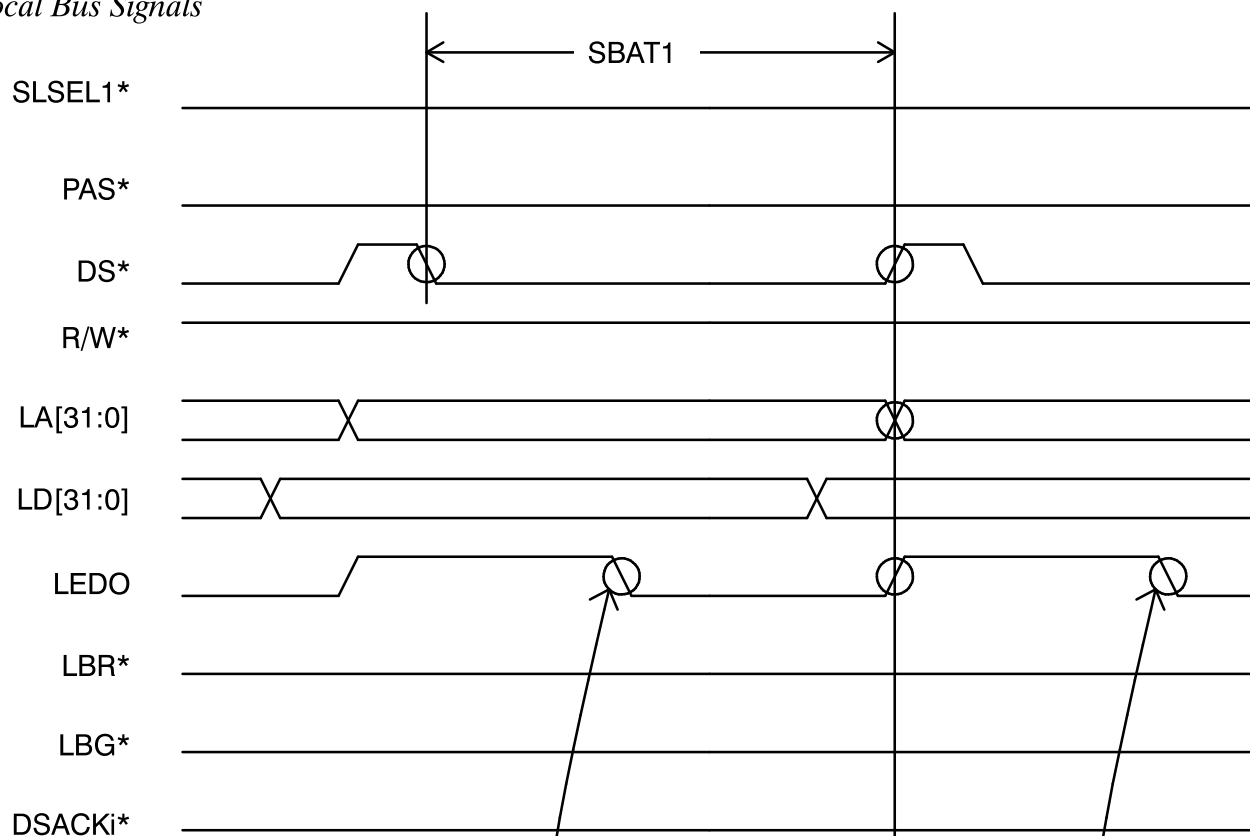 ocal Bus Signals
SBAT1
SLSEL1*
PAS*
DS*
R/W*
LA[31:0]
LD[31:0]
LEDO
LBR*
LBG*
DSACKi*